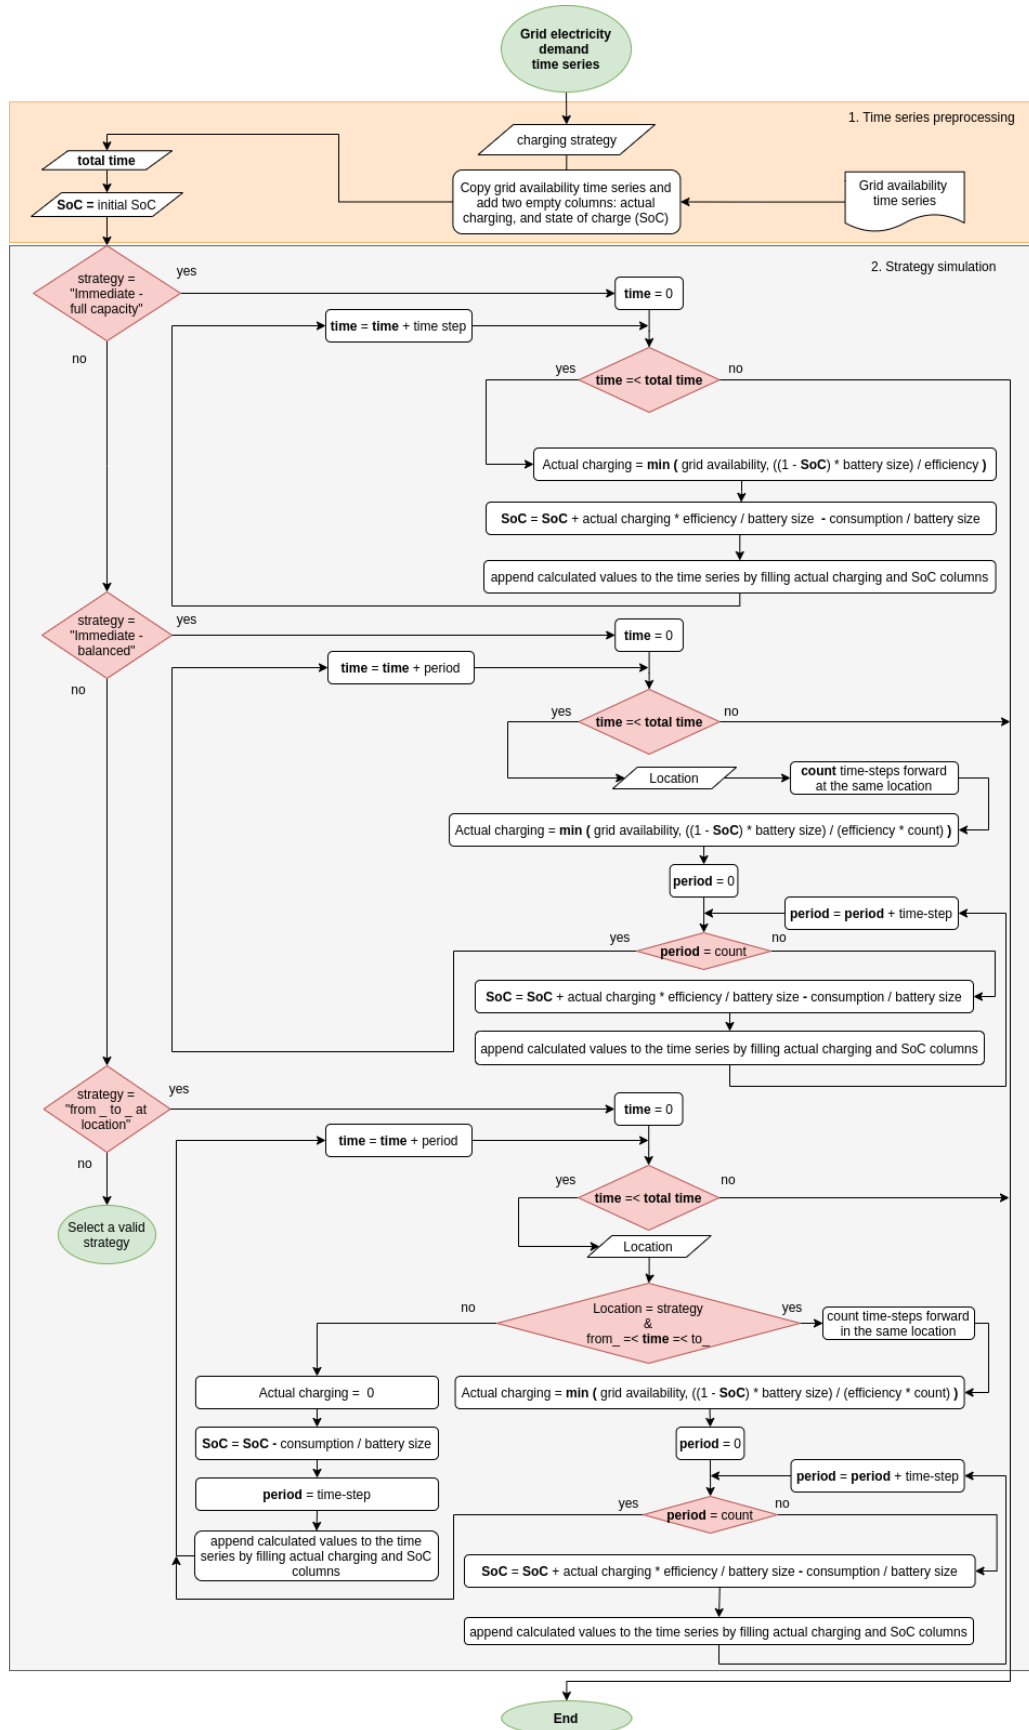 Grid electricity
demand
time series
1. Time series preprocessing
charging strategy
total time
Copy grid availability time series and
add two empty columns: actual
charging, and state of charge (SoC)
Grid availability
time series
SoC = initial SoC
2. Strategy simulation
strategy =
"Immediate -
full capacity"
yes
no
time = 0
time = time + time step
time =< total time
yes
no
Actual charging = min ( grid availability, ((1 - SoC) * battery size) / efficiency )
SoC = SoC + actual charging * efficiency / battery size - consumption / battery size
append calculated values to the time series by filling actual charging and SoC columns
strategy =
"Immediate -
balanced"
yes
no
time = 0
time = time + period
time =< total time
yes
no
Location
count time-steps forward
at the same location
Actual charging = min ( grid availability, ((1 - SoC) * battery size) / (efficiency * count) )
period = 0
period = period + time-step
period = count
yes
no
SoC = SoC + actual charging * efficiency / battery size - consumption / battery size
append calculated values to the time series by filling actual charging and SoC columns
strategy =
"from _ to _ at
location"
yes
no
Select a valid
strategy
time = 0
time = time + period
time =< total time
yes
no
Location
Location = strategy
&
from_ =< time =< to_
no
yes
count time-steps forward
in the same location
Actual charging = 0
SoC = SoC - consumption / battery size
period = time-step
append calculated values to the time
series by filling actual charging and SoC
columns
Actual charging = min ( grid availability, ((1 - SoC) * battery size) / (efficiency * count) )
period = 0
period = period + time-step
period = count
yes
no
SoC = SoC + actual charging * efficiency / battery size - consumption / battery size
append calculated values to the time series by filling actual charging and SoC columns
End